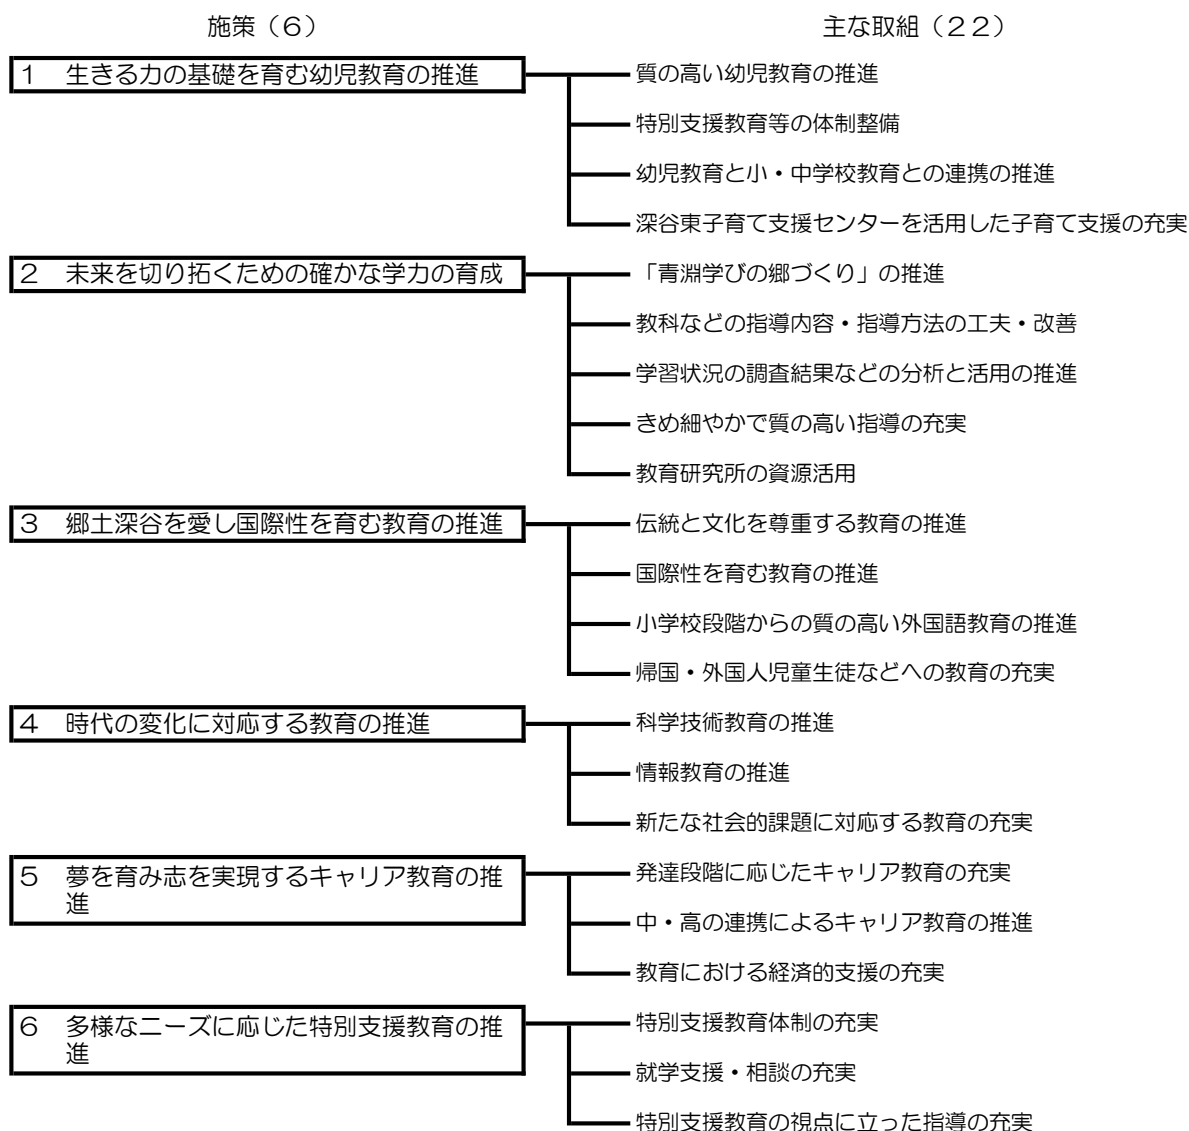 施策（６）
主な取組（２２）
１　生きる力の基礎を育む幼児教育の推進
質の高い幼児教育の推進
特別支援教育等の体制整備
幼児教育と小・中学校教育との連携の推進
深谷東子育て支援センターを活用した子育て支援の充実
２　未来を切り拓くための確かな学力の育成
「青淵学びの郷づくり」の推進
教科などの指導内容・指導方法の工夫・改善
学習状況の調査結果などの分析と活用の推進
きめ細やかで質の高い指導の充実
教育研究所の資源活用
３　郷土深谷を愛し国際性を育む教育の推進
伝統と文化を尊重する教育の推進
国際性を育む教育の推進
小学校段階からの質の高い外国語教育の推進
帰国・外国人児童生徒などへの教育の充実
４　時代の変化に対応する教育の推進
科学技術教育の推進
情報教育の推進
新たな社会的課題に対応する教育の充実
５　夢を育み志を実現するキャリア教育の推
進
発達段階に応じたキャリア教育の充実
中・高の連携によるキャリア教育の推進
教育における経済的支援の充実
６　多様なニーズに応じた特別支援教育の推
進
特別支援教育体制の充実
就学支援・相談の充実
特別支援教育の視点に立った指導の充実